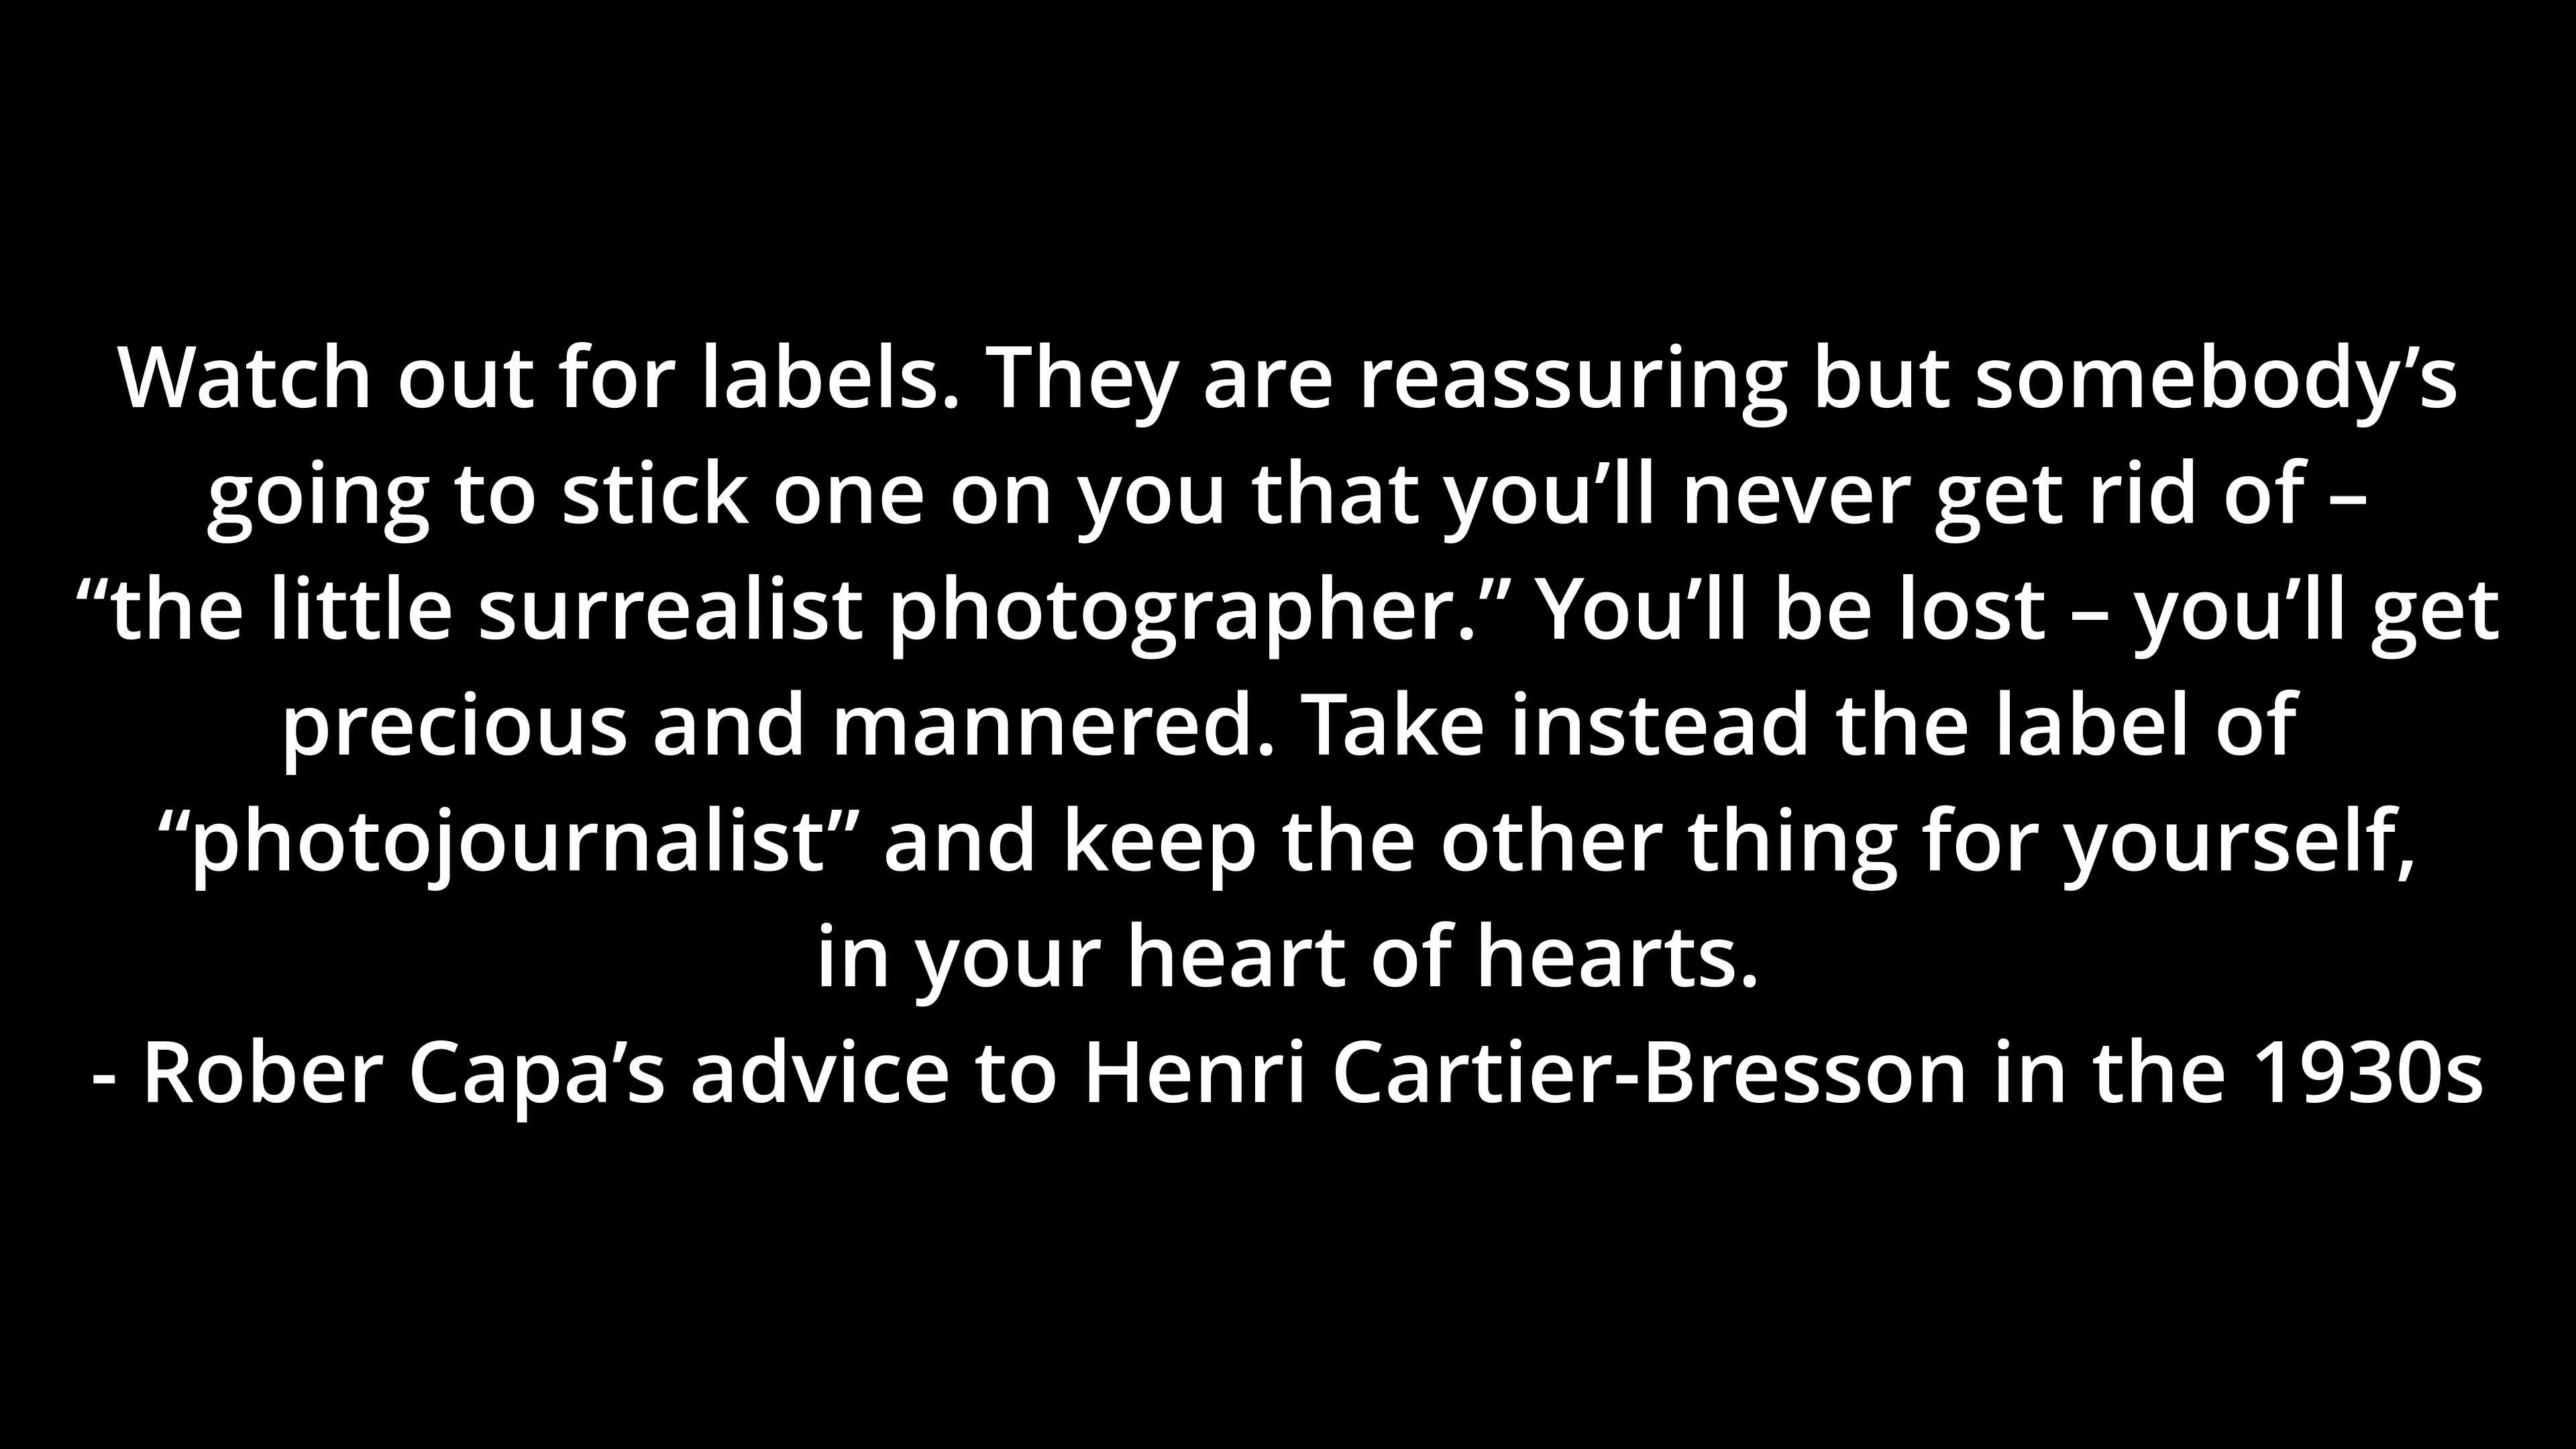 Watch out for labels. They are reassuring but somebody’s
going to stick one on you that you’ll never get rid of –
“the little surrealist photographer.” You’ll be lost – you’ll get
precious and mannered. Take instead the label of
“photojournalist” and keep the other thing for yourself,
in your heart of hearts.
- Rober Capa’s advice to Henri Cartier-Bresson in the 1930s